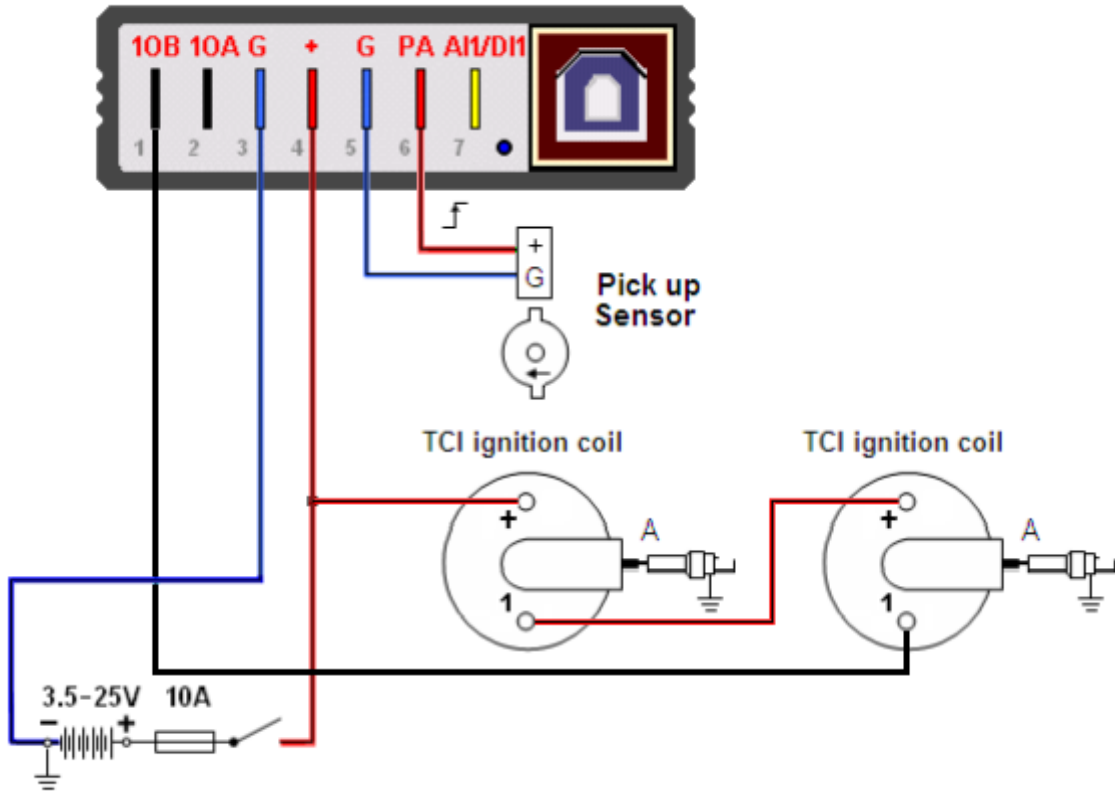 10B 10A G + G PA AI1/DI1
1 2 3 4 5 6 7
+
G
Pick up
Sensor
TCI ignition coil TCI ignition coil
+ A + A
1 1
3.5-25V 10A
- +